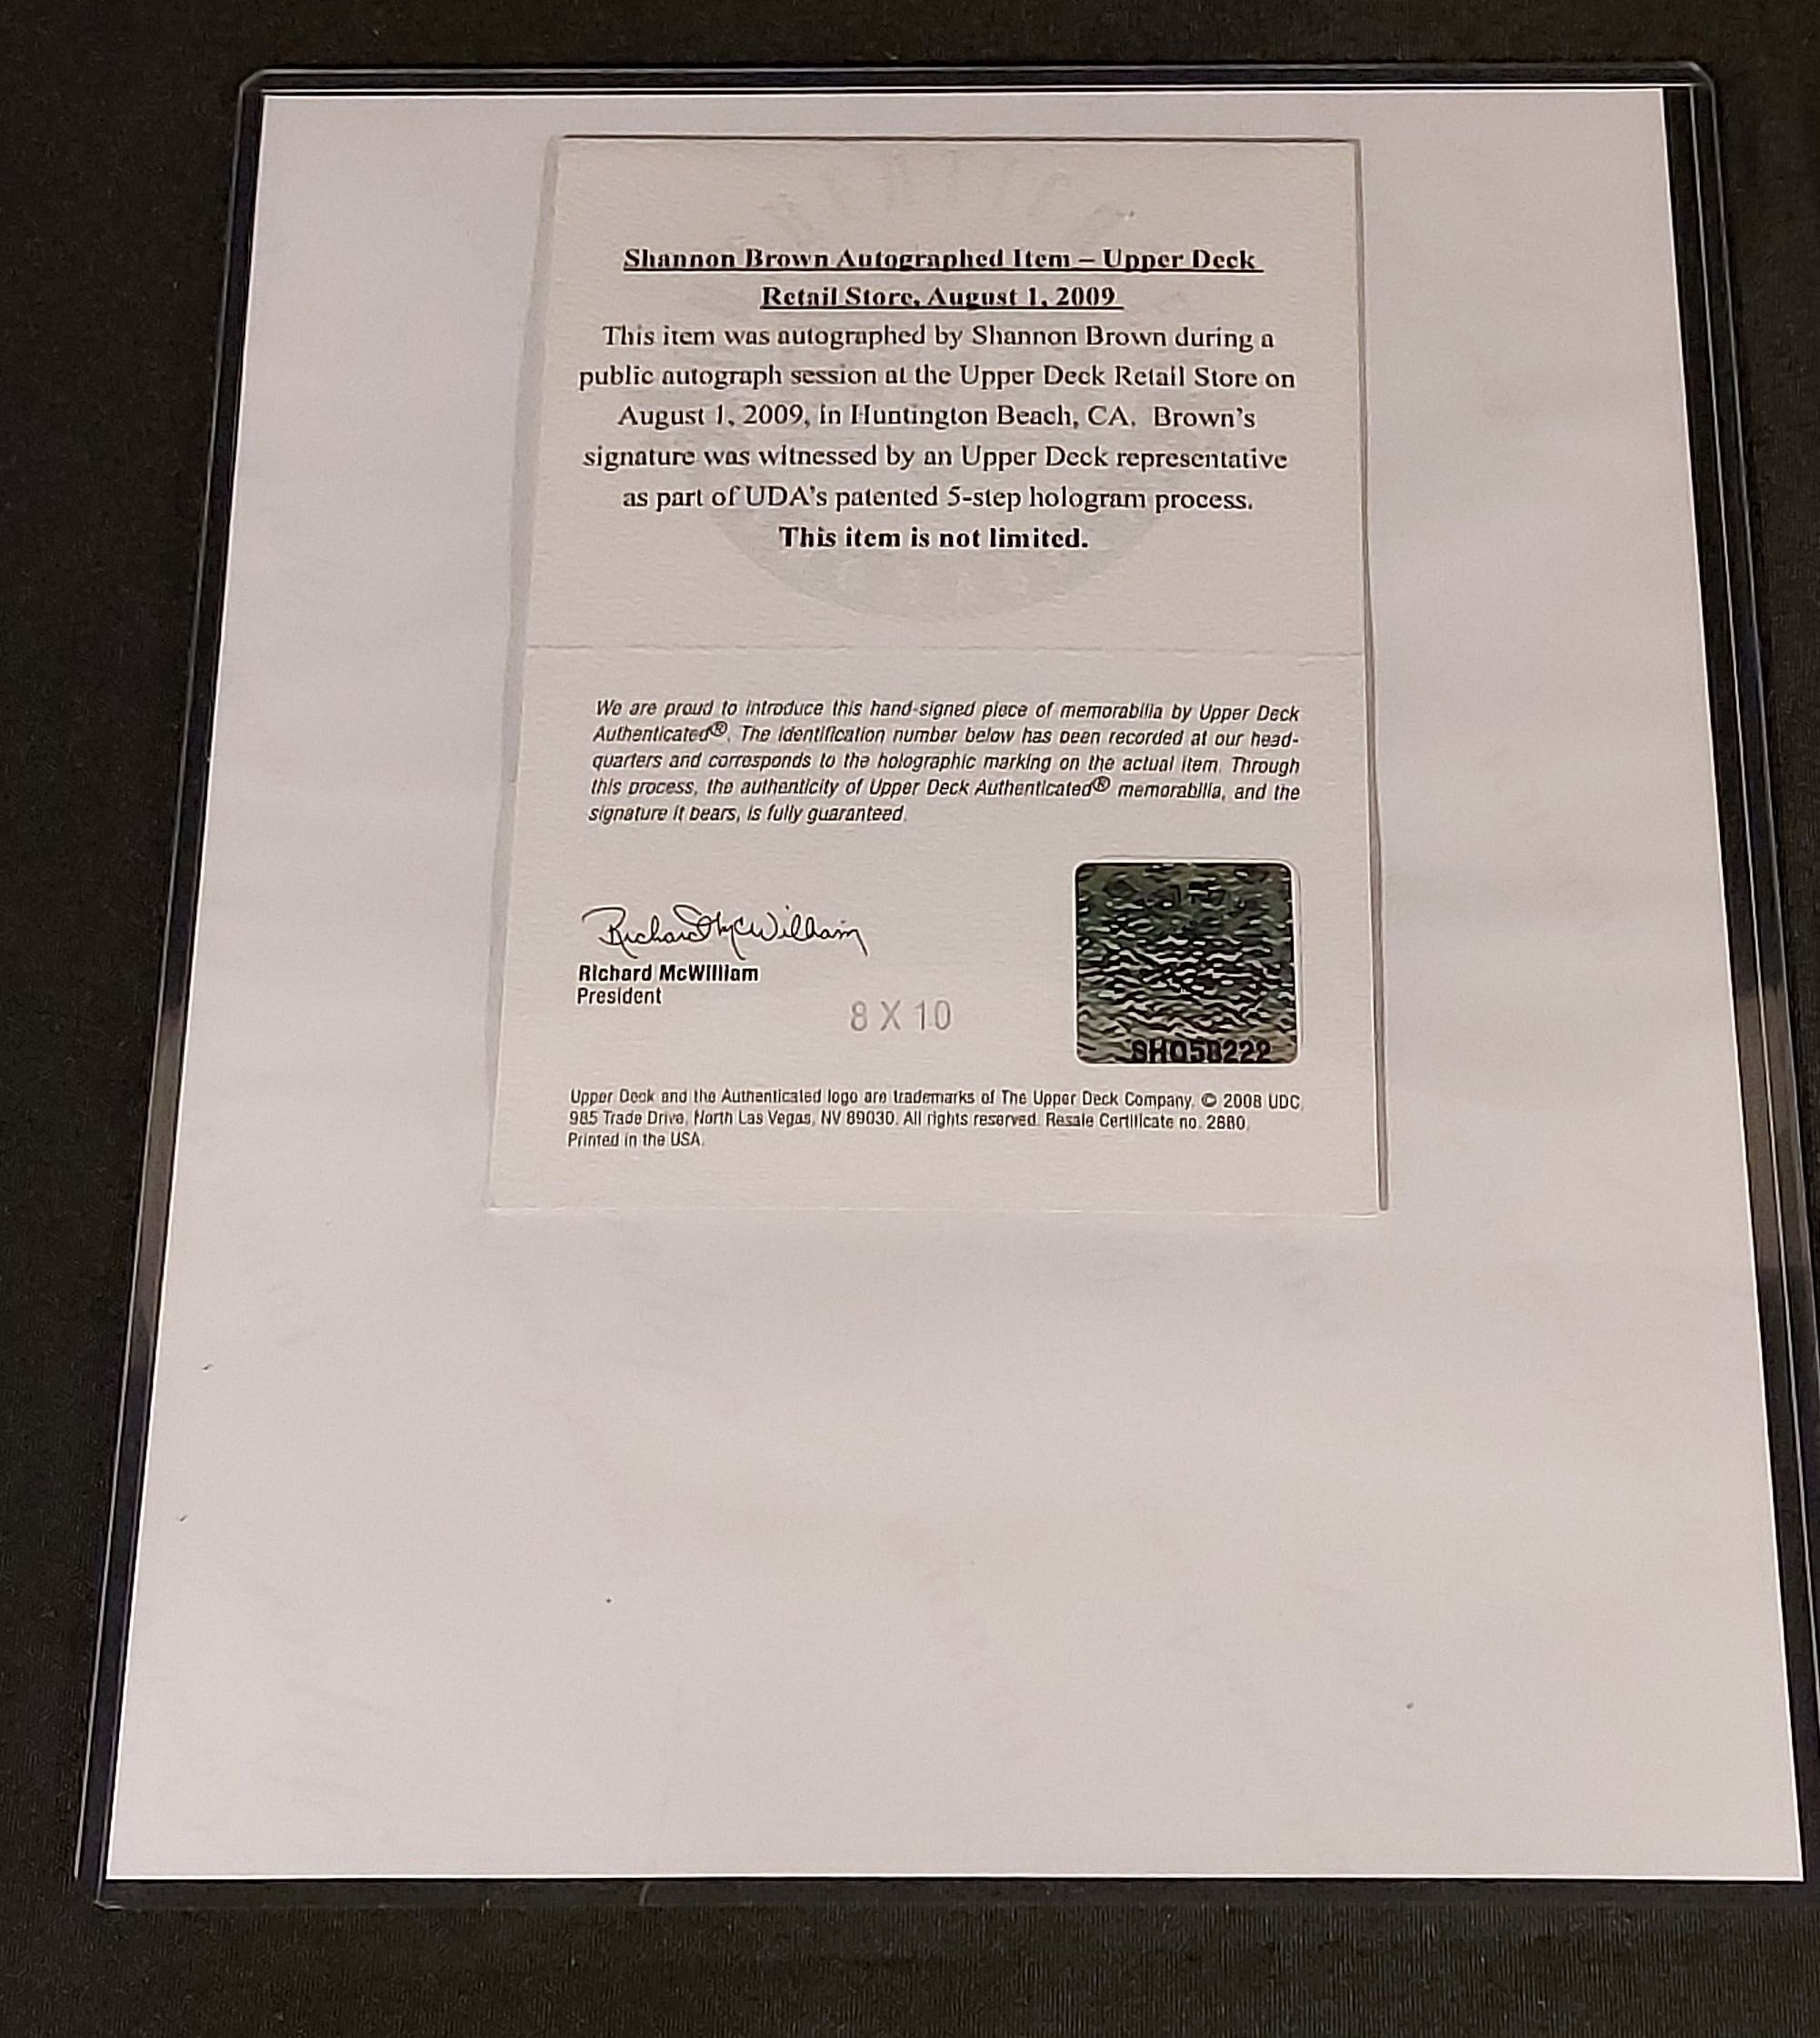 Shannon Brown Autographed Item – Upper Deck
Retail Store, August 1, 2009
This item was autographed by Shannon Brown during a
public autograph session at the Upper Deck Retail Store on
August 1, 2009, in Huntington Beach, CA. Brown's
signature was witnessed by an Upper Deck representative
as part of UDA's patented 5-step hologram process.
This item is not limited.
We are proud to introduce this hand-signed piece of memorabilia by Upper Deck
Authenticated®. The identification number below has been recorded at our head-
quarters and corresponds to the holographic marking on the actual item. Through
this process, the authenticity of Upper Deck Authenticated® memorabilia, and the
signature it bears, is fully guaranteed.
Richard McWilliam
Richard McWilliam
President
8 X 10
Upper Deck and the Authenticated logo are trademarks of The Upper Deck Company. © 2008 UDC,
985 Trade Drive, North Las Vegas, NV 89030. All rights reserved. Resale Certificate no. 2880.
Printed in the USA.